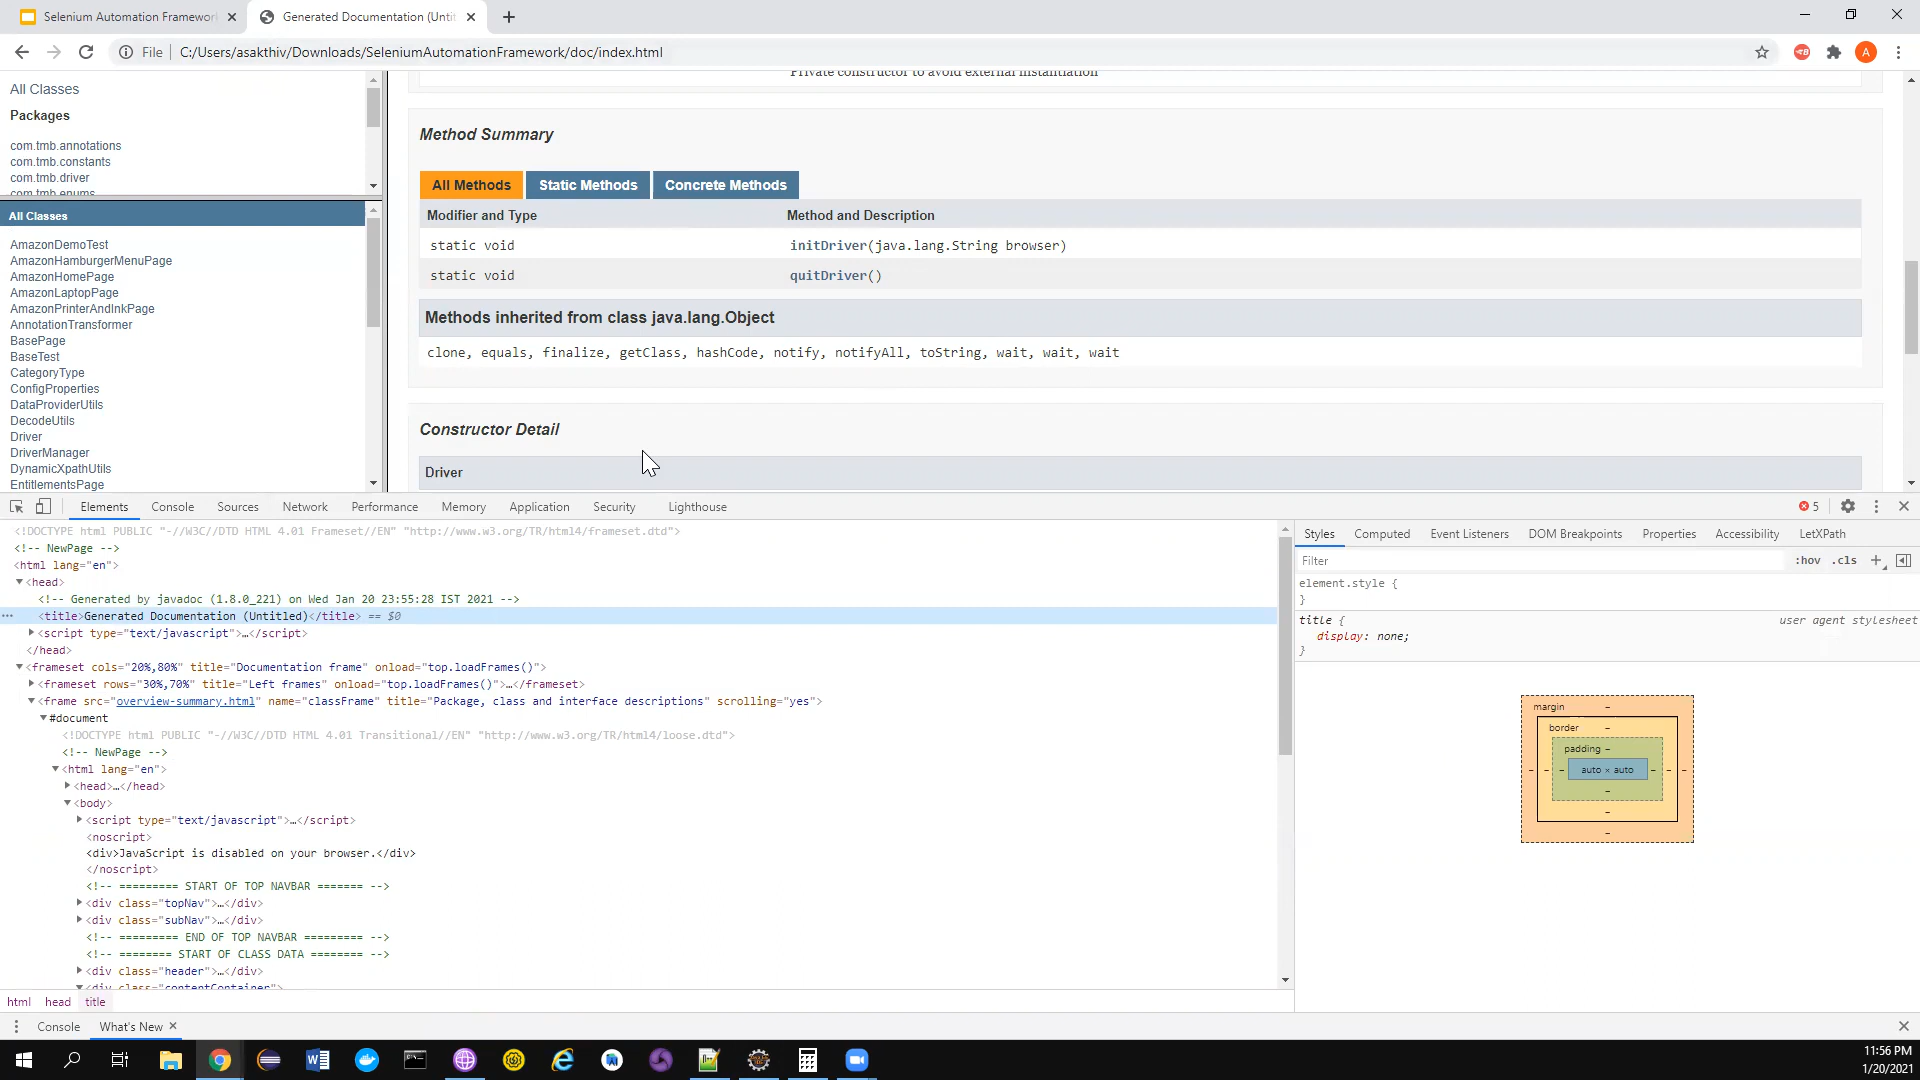 Selenium Automation Framework
Generated Documentation (Untit
File
C:/Users/asakthiv/Downloads/SeleniumAutomationFramework/doc/index.html
A
All Classes
Packages
com.tmb.annotations
com.tmb.constants
com.tmb.driver
com.tmb.enums
All Classes
AmazonDemoTest
AmazonHamburgerMenuPage
AmazonHomePage
AmazonLaptopPage
AmazonPrinterAndInkPage
AnnotationTransformer
BasePage
BaseTest
CategoryType
ConfigProperties
DataProviderUtils
DecodeUtils
Driver
DriverManager
DynamicXpathUtils
EntitlementsPage
Private constructor to avoid external instantiation
Method Summary
All Methods Static Methods Concrete Methods
Modifier and Type Method and Description
static void initDriver(java.lang.String browser)
static void quitDriver()
Methods inherited from class java.lang.Object
clone, equals, finalize, getClass, hashCode, notify, notifyAll, toString, wait, wait, wait
Constructor Detail
Driver
Elements Console Sources Network Performance Memory Application Security Lighthouse 5
<!DOCTYPE html PUBLIC "-//W3C//DTD HTML 4.01 Frameset//EN" "http://www.w3.org/TR/html4/frameset.dtd">
<!-- NewPage -->
<html lang="en">
<head>
<!-- Generated by javadoc (1.8.0_221) on Wed Jan 20 23:55:28 IST 2021 -->
<title>Generated Documentation (Untitled)</title> == $0
<script type="text/javascript">…</script>
</head>
<frameset cols="20%,80%" title="Documentation frame" onload="top.loadFrames()">
<frameset rows="30%,70%" title="Left frames" onload="top.loadFrames()">…</frameset>
<frame src="overview-summary.html" name="classFrame" title="Package, class and interface descriptions" scrolling="yes">
#document
<!DOCTYPE html PUBLIC "-//W3C//DTD HTML 4.01 Transitional//EN" "http://www.w3.org/TR/html4/loose.dtd">
<!-- NewPage -->
<html lang="en">
<head>…</head>
<body>
<script type="text/javascript">…</script>
<noscript>
<div>JavaScript is disabled on your browser.</div>
</noscript>
<!-- ========= START OF TOP NAVBAR ======= -->
<div class="topNav">…</div>
<div class="subNav">…</div>
<!-- ========= END OF TOP NAVBAR ========= -->
<!-- ======== START OF CLASS DATA ======== -->
<div class="header">…</div>
<div class="contentContainer">
html head title
Styles Computed Event Listeners DOM Breakpoints Properties Accessibility LetXPath
Filter :hov .cls
element.style {
}
title { user agent stylesheet
display: none;
}
margin –
border –
padding –
– – – auto × auto – – –
–
–
–
Console What's New
11:56 PM
1/20/2021